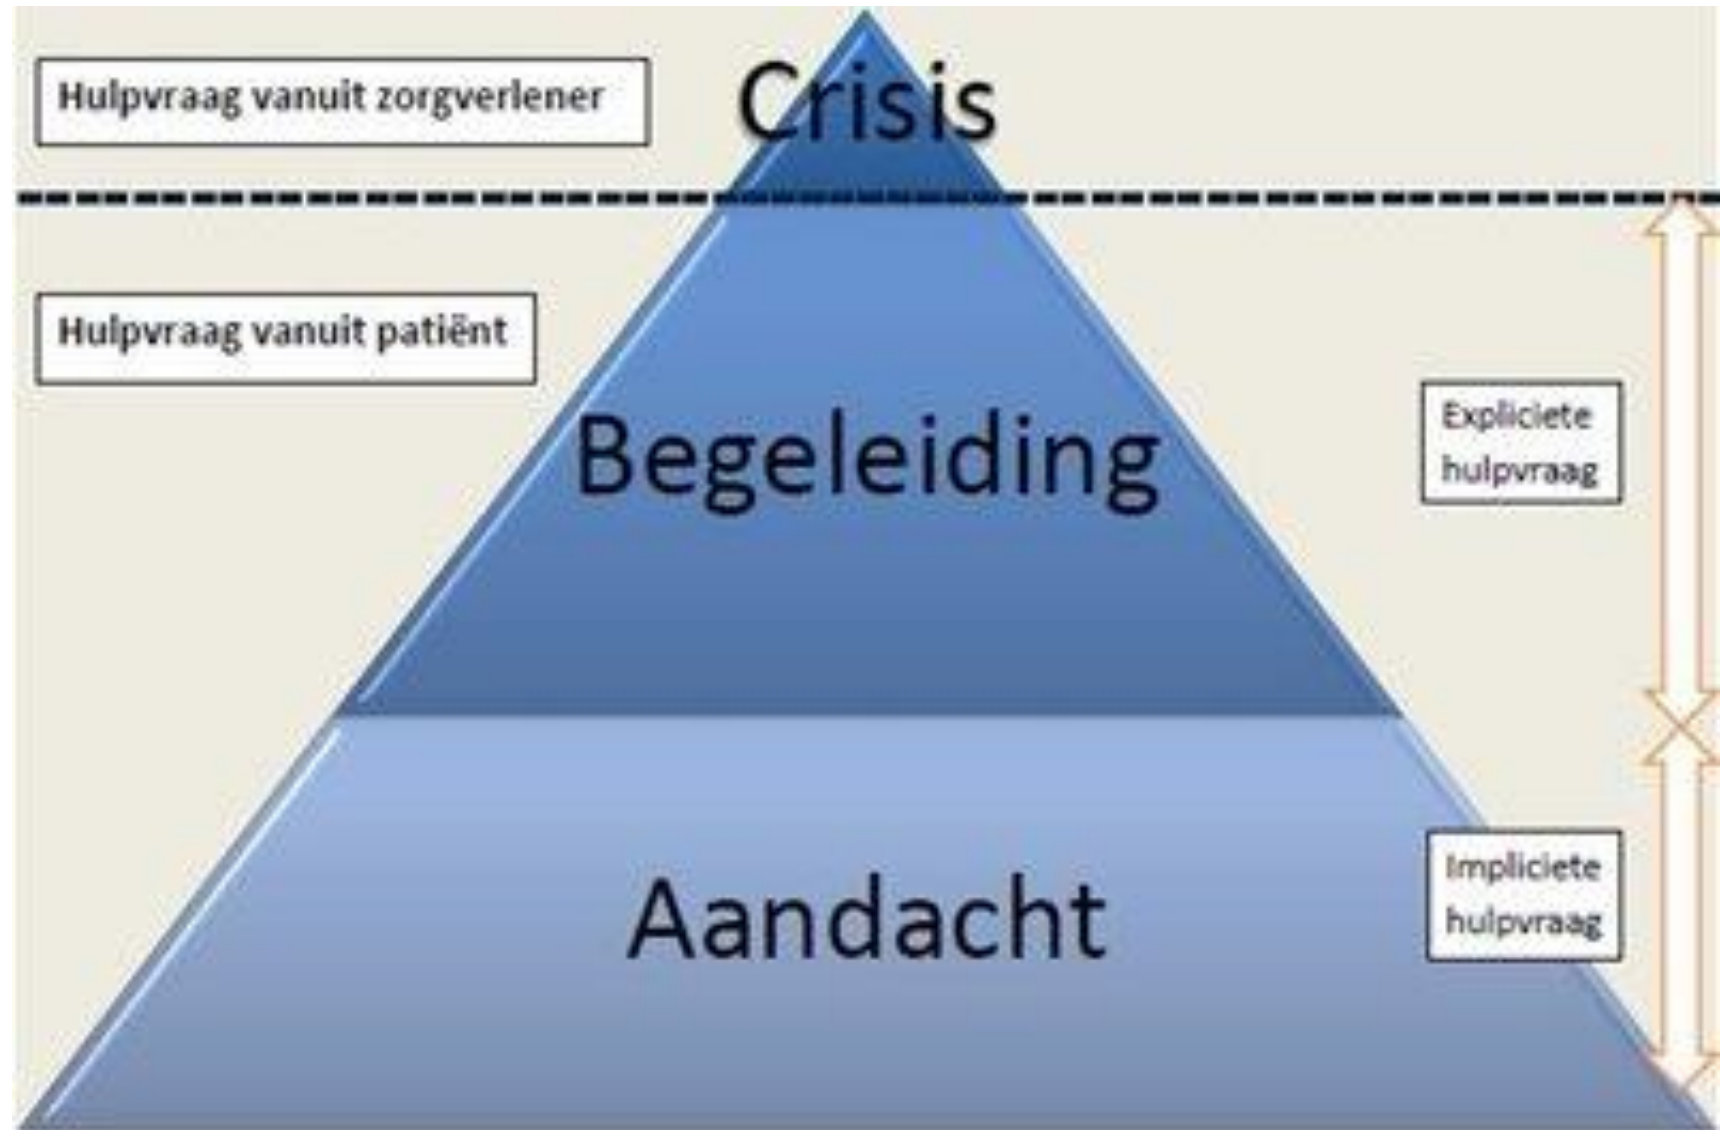 Hulpvraag vanuit zorgverlener
Crisis
Hulpvraag vanuit patiënt
Begeleiding
Expliciete
hulpvraag
Aandacht
Impliciete
hulpvraag